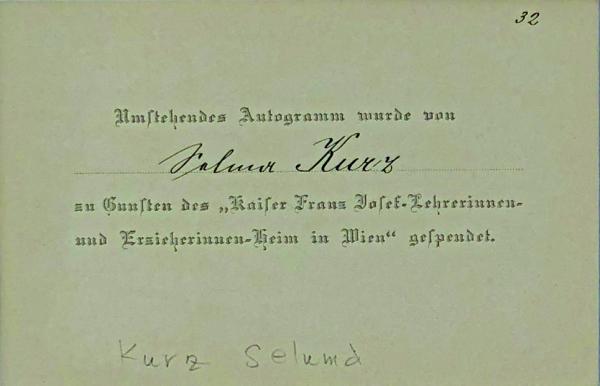 32
Umstehendes Autogramm wurde von
Selma Kurz
zu Gunsten des „Kaiser Franz Josef-Lehrerinnen-
und Erzieherinnen-Heim in Wien“ gespendet.
Kurz Selumd